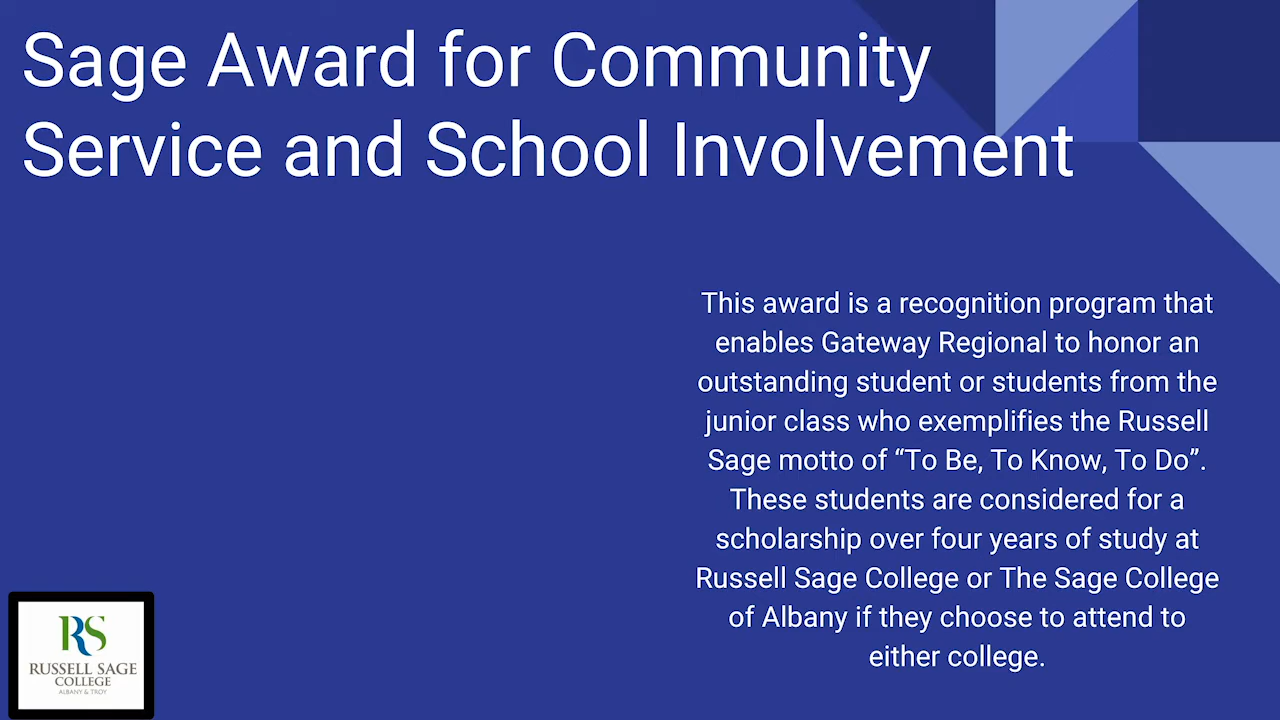 Sage Award for Community
Service and School Involvement
This award is a recognition program that
enables Gateway Regional to honor an
outstanding student or students from the
junior class who exemplifies the Russell
Sage motto of “To Be, To Know, To Do”.
These students are considered for a
scholarship over four years of study at
Russell Sage College or The Sage College
of Albany if they choose to attend to
either college.
RS
RUSSELL SAGE
COLLEGE
ALBANY & TROY